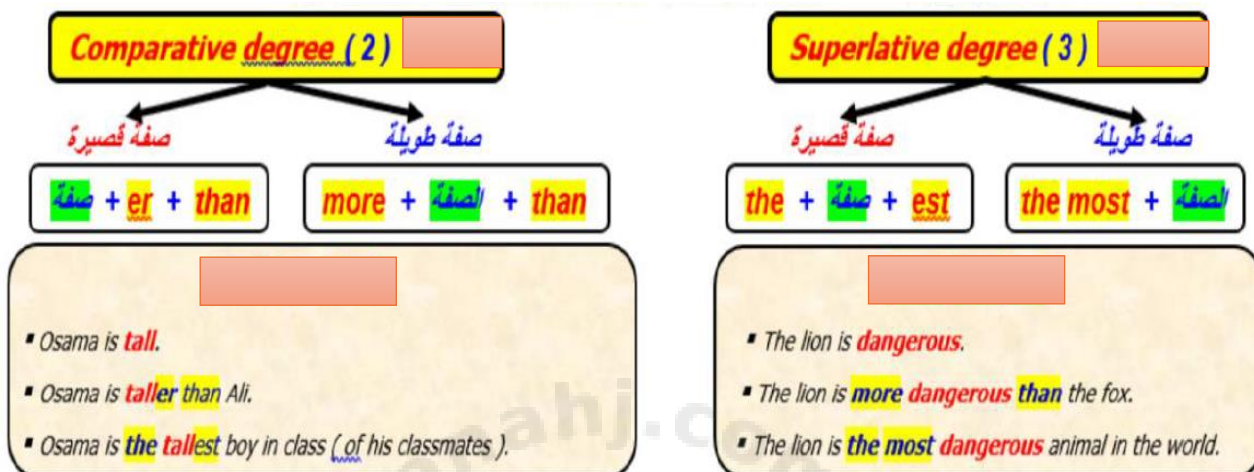 Comparative degree ( 2 )
Superlative degree ( 3 )
صفة قصيرة
صفة طويلة
صفة قصيرة
صفة طويلة
صفة + er + than
more + الصفة + than
the + صفة + est
the most + الصفة
▪ Osama is tall.
▪ Osama is taller than Ali.
▪ Osama is the tallest boy in class ( of his classmates ).
▪ The lion is dangerous.
▪ The lion is more dangerous than the fox.
▪ The lion is the most dangerous animal in the world.